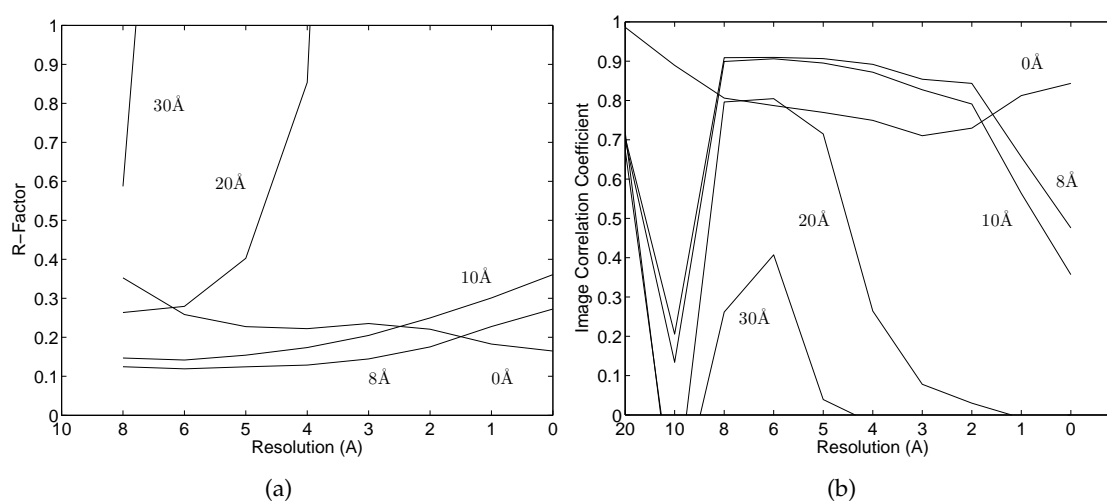 1
0.9
0.8
0.7
0.6
0.5
0.4
0.3
0.2
0.1
0
R−Factor
30Å
20Å
10Å
8Å
0Å
10 8 6 5 4 3 2 1 0
Resolution (A)
(a)
1
0.9
0.8
0.7
0.6
0.5
0.4
0.3
0.2
0.1
0
Image Correlation Coefficient
0Å
8Å
20Å
10Å
30Å
20 10 8 6 5 4 3 2 1 0
Resolution (A)
(b)